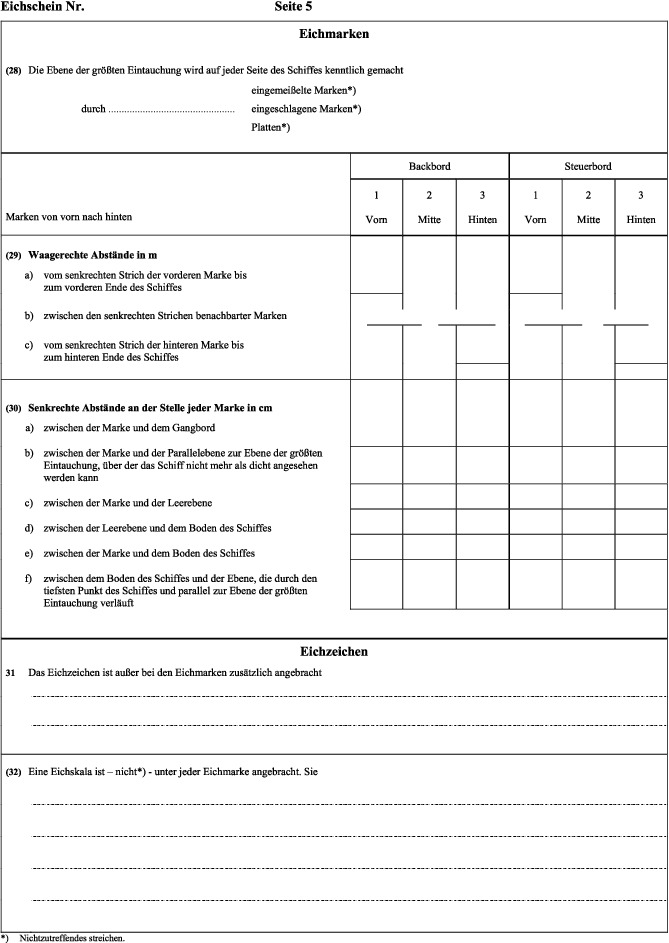 Eichschein Nr. Seite 5
Eichmarken
(28) Die Ebene der größten Eintauchung wird auf jeder Seite des Schiffes kenntlich gemacht
eingemeißelte Marken*)
durch ................................................ eingeschlagene Marken*)
Platten*)
Backbord Steuerbord
1 2 3 1 2 3
Marken von vorn nach hinten Vorn Mitte Hinten Vorn Mitte Hinten
(29) Waagerechte Abstände in m
a) vom senkrechten Strich der vorderen Marke bis
zum vorderen Ende des Schiffes
b) zwischen den senkrechten Strichen benachbarter Marken
c) vom senkrechten Strich der hinteren Marke bis
zum hinteren Ende des Schiffes
(30) Senkrechte Abstände an der Stelle jeder Marke in cm
a) zwischen der Marke und dem Gangbord
b) zwischen der Marke und der Parallelebene zur Ebene der größten
Eintauchung, über der das Schiff nicht mehr als dicht angesehen
werden kann
c) zwischen der Marke und der Leerebene
d) zwischen der Leerebene und dem Boden des Schiffes
e) zwischen der Marke und dem Boden des Schiffes
f) zwischen dem Boden des Schiffes und der Ebene, die durch den
tiefsten Punkt des Schiffes und parallel zur Ebene der größten
Eintauchung verläuft
Eichzeichen
31 Das Eichzeichen ist außer bei den Eichmarken zusätzlich angebracht
(32) Eine Eichskala ist – nicht*) - unter jeder Eichmarke angebracht. Sie
*) Nichtzutreffendes streichen.